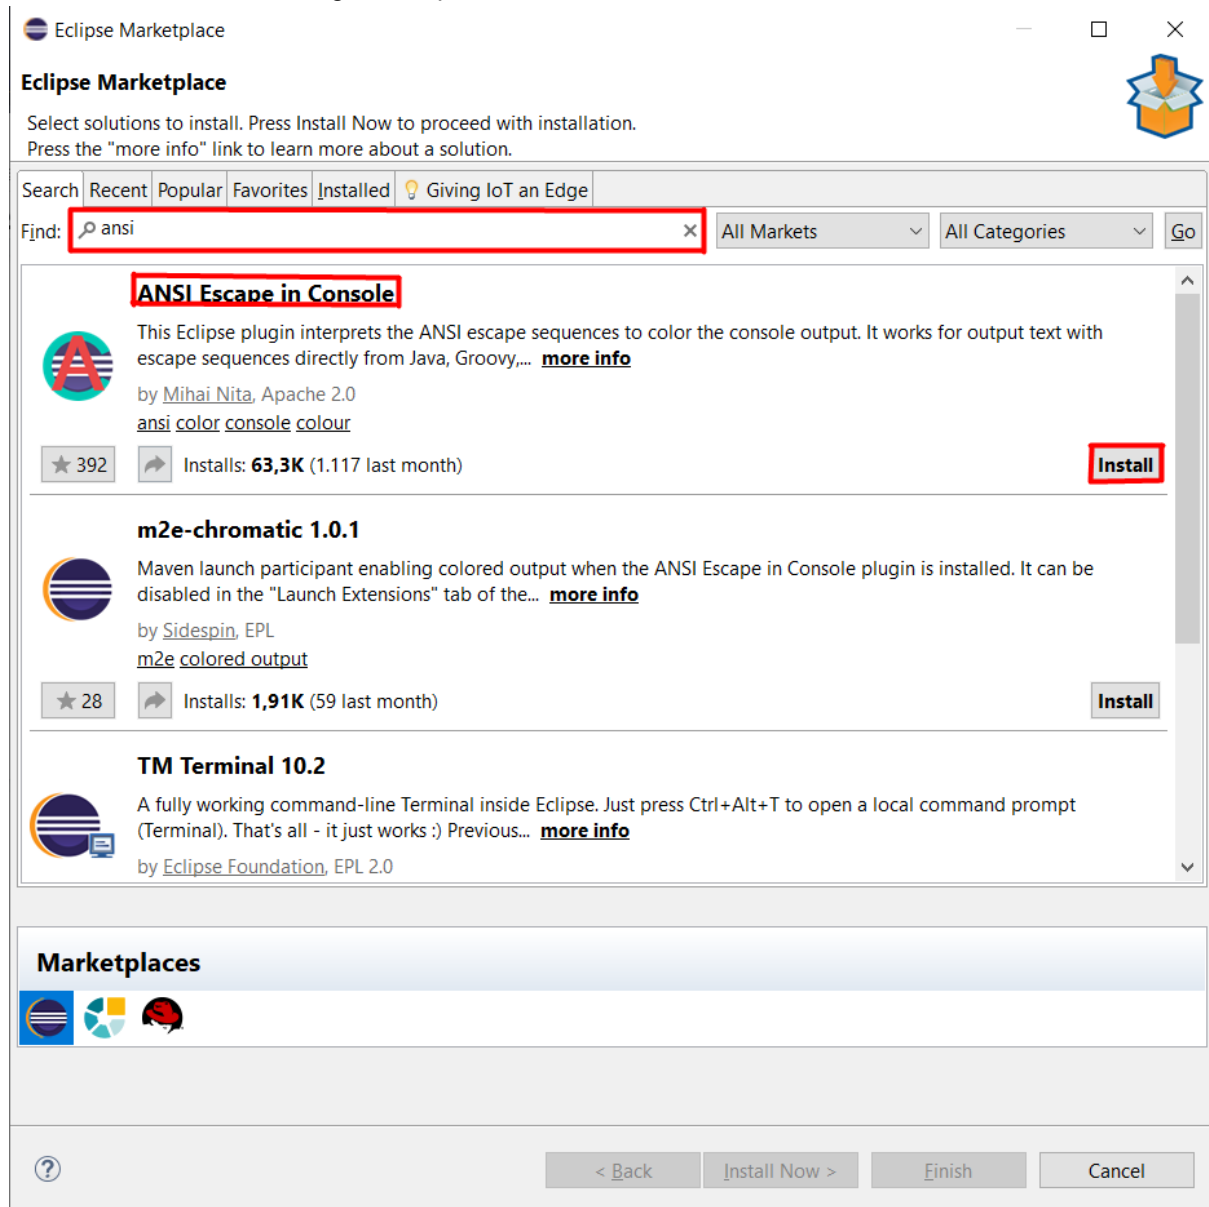 Eclipse Marketplace
Eclipse Marketplace
Select solutions to install. Press Install Now to proceed with installation.
Press the "more info" link to learn more about a solution.
Search Recent Popular Favorites Installed Giving IoT an Edge
Find: ansi All Markets All Categories Go
ANSI Escape in Console
This Eclipse plugin interprets the ANSI escape sequences to color the console output. It works for output text with
escape sequences directly from Java, Groovy,... more info
by Mihai Nita, Apache 2.0
ansi color console colour
392 Installs: 63,3K (1.117 last month) Install
m2e-chromatic 1.0.1
Maven launch participant enabling colored output when the ANSI Escape in Console plugin is installed. It can be
disabled in the "Launch Extensions" tab of the... more info
by Sidespin, EPL
m2e colored output
28 Installs: 1,91K (59 last month) Install
TM Terminal 10.2
A fully working command-line Terminal inside Eclipse. Just press Ctrl+Alt+T to open a local command prompt
(Terminal). That's all - it just works :) Previous... more info
by Eclipse Foundation, EPL 2.0
Marketplaces
< Back Install Now > Finish Cancel